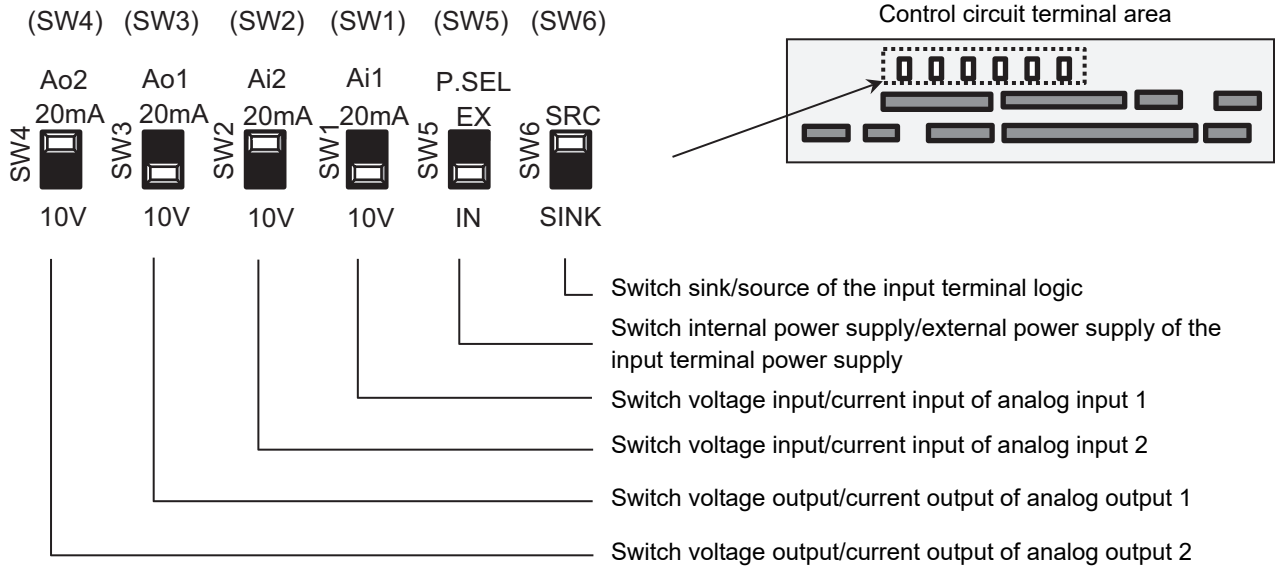 (SW4) (SW3) (SW2) (SW1) (SW5) (SW6)
Control circuit terminal area
Ao2 Ao1 Ai2 Ai1 P.SEL
20mA 20mA 20mA 20mA EX SRC
SW4 SW3 SW2 SW1 SW5 SW6
10V 10V 10V 10V IN SINK
Switch sink/source of the input terminal logic
Switch internal power supply/external power supply of the
input terminal power supply
Switch voltage input/current input of analog input 1
Switch voltage input/current input of analog input 2
Switch voltage output/current output of analog output 1
Switch voltage output/current output of analog output 2